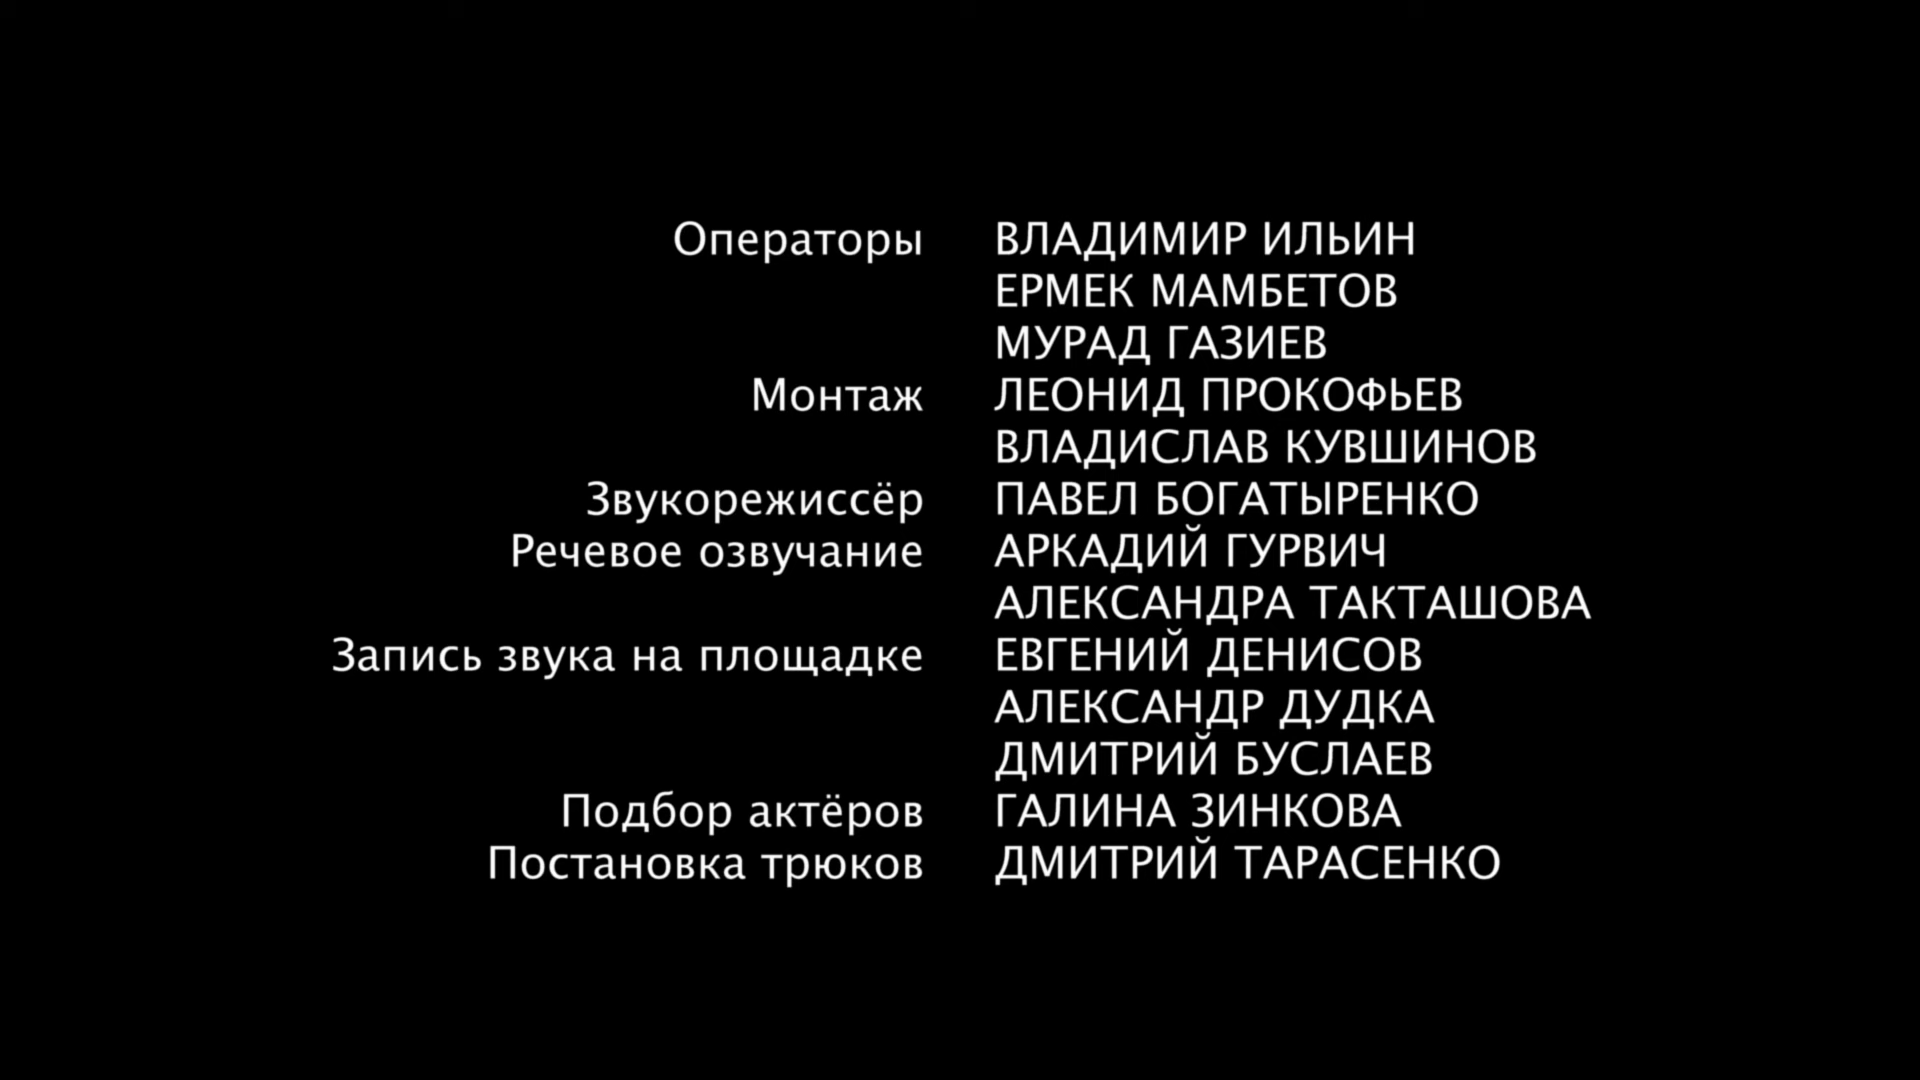 Операторы ВЛАДИМИР ИЛЬИН
ЕРМЕК МАМБЕТОВ
МУРАД ГАЗИЕВ
Монтаж ЛЕОНИД ПРОКОФЬЕВ
ВЛАДИСЛАВ КУВШИНОВ
Звукорежиссёр ПАВЕЛ БОГАТЫРЕНКО
Речевое озвучание АРКАДИЙ ГУРВИЧ
АЛЕКСАНДРА ТАКТАШОВА
Запись звука на площадке ЕВГЕНИЙ ДЕНИСОВ
АЛЕКСАНДР ДУДКА
ДМИТРИЙ БУСЛАЕВ
Подбор актёров ГАЛИНА ЗИНКОВА
Постановка трюков ДМИТРИЙ ТАРАСЕНКО